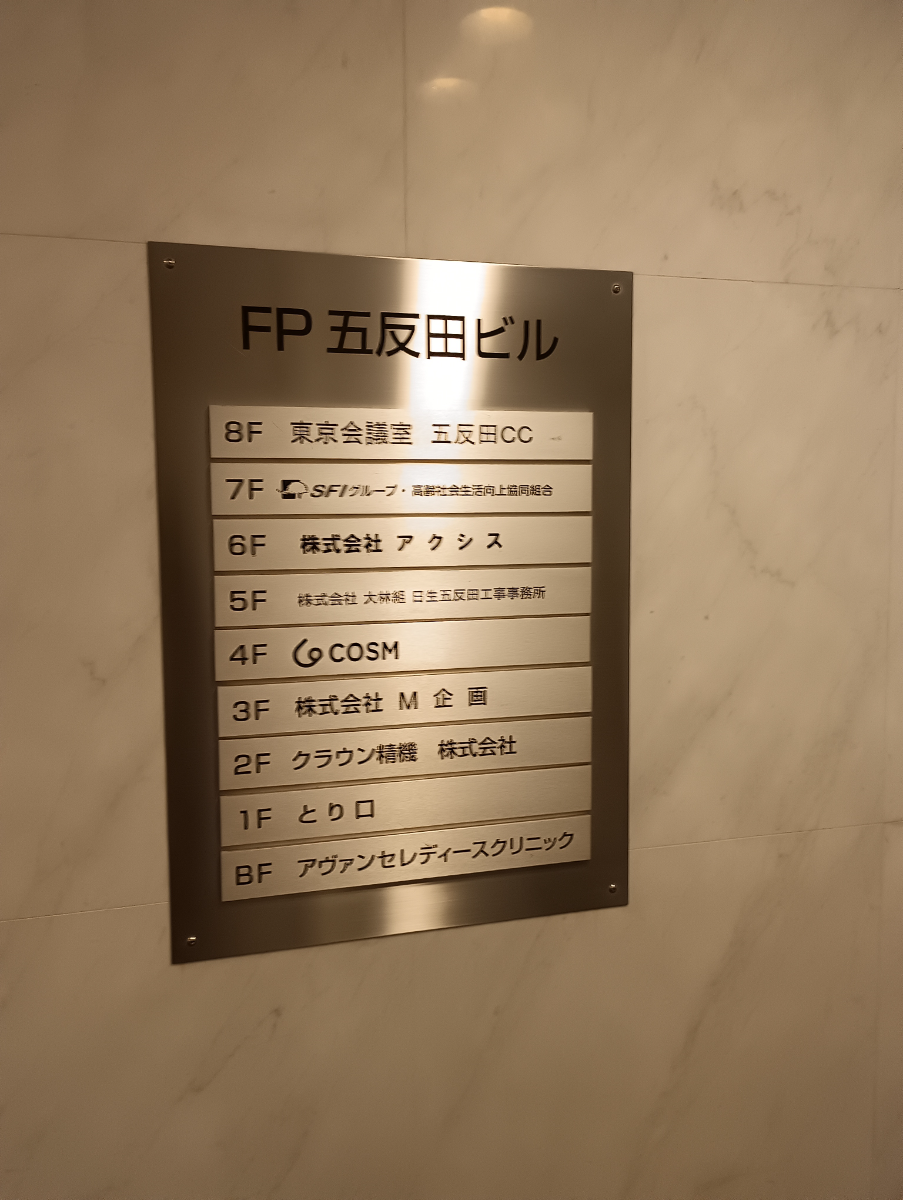 FP 五反田ビル
8F 東京会議室 五反田CC
7F SFIグループ・高齢社会生活向上協同組合
6F 株式会社 アクシス
5F 株式会社 大林組 日生五反田工事事務所
4F COSM
3F 株式会社 M 企画
2F クラウン精機 株式会社
1F とり口
BF アヴァンセレディースクリニック